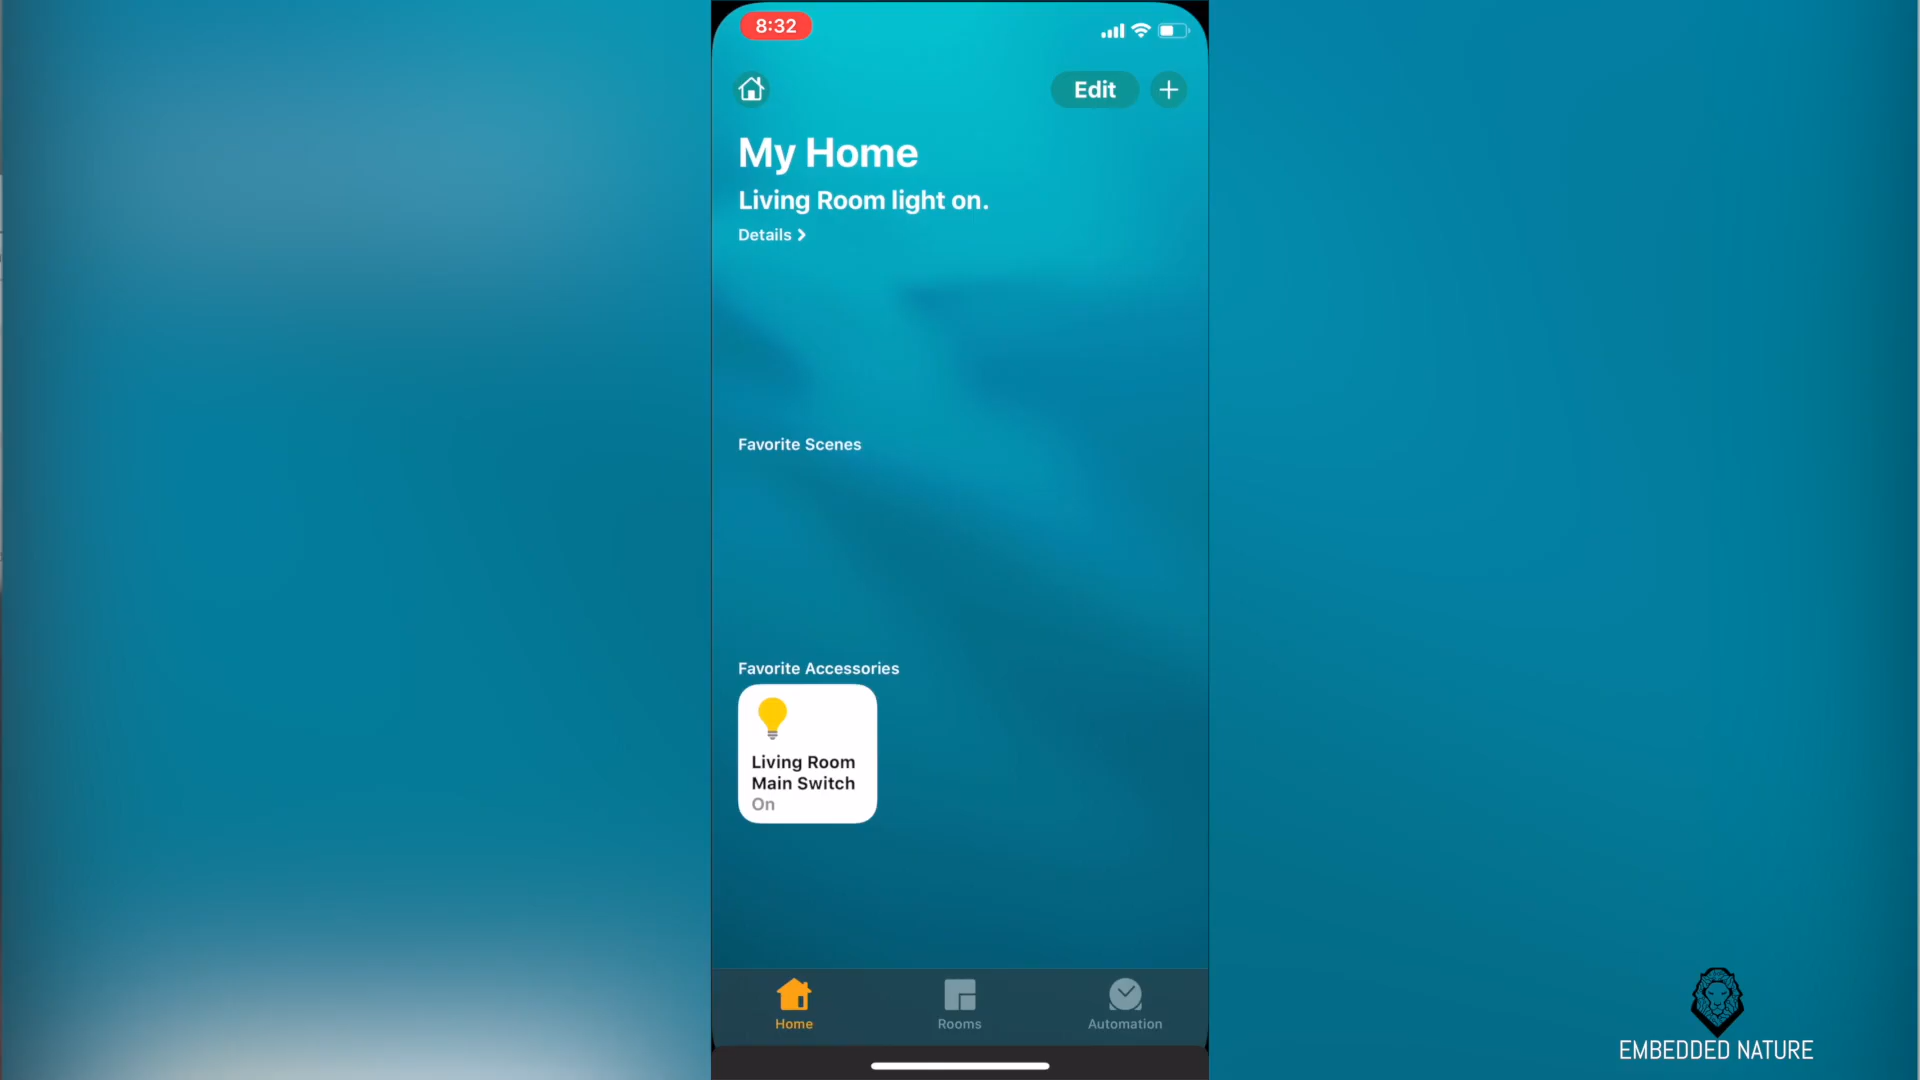 8:32
Edit
My Home
Living Room light on.
Details
Favorite Scenes
Favorite Accessories
Living Room
Main Switch
On
Home
Rooms
Automation
EMBEDDED NATURE